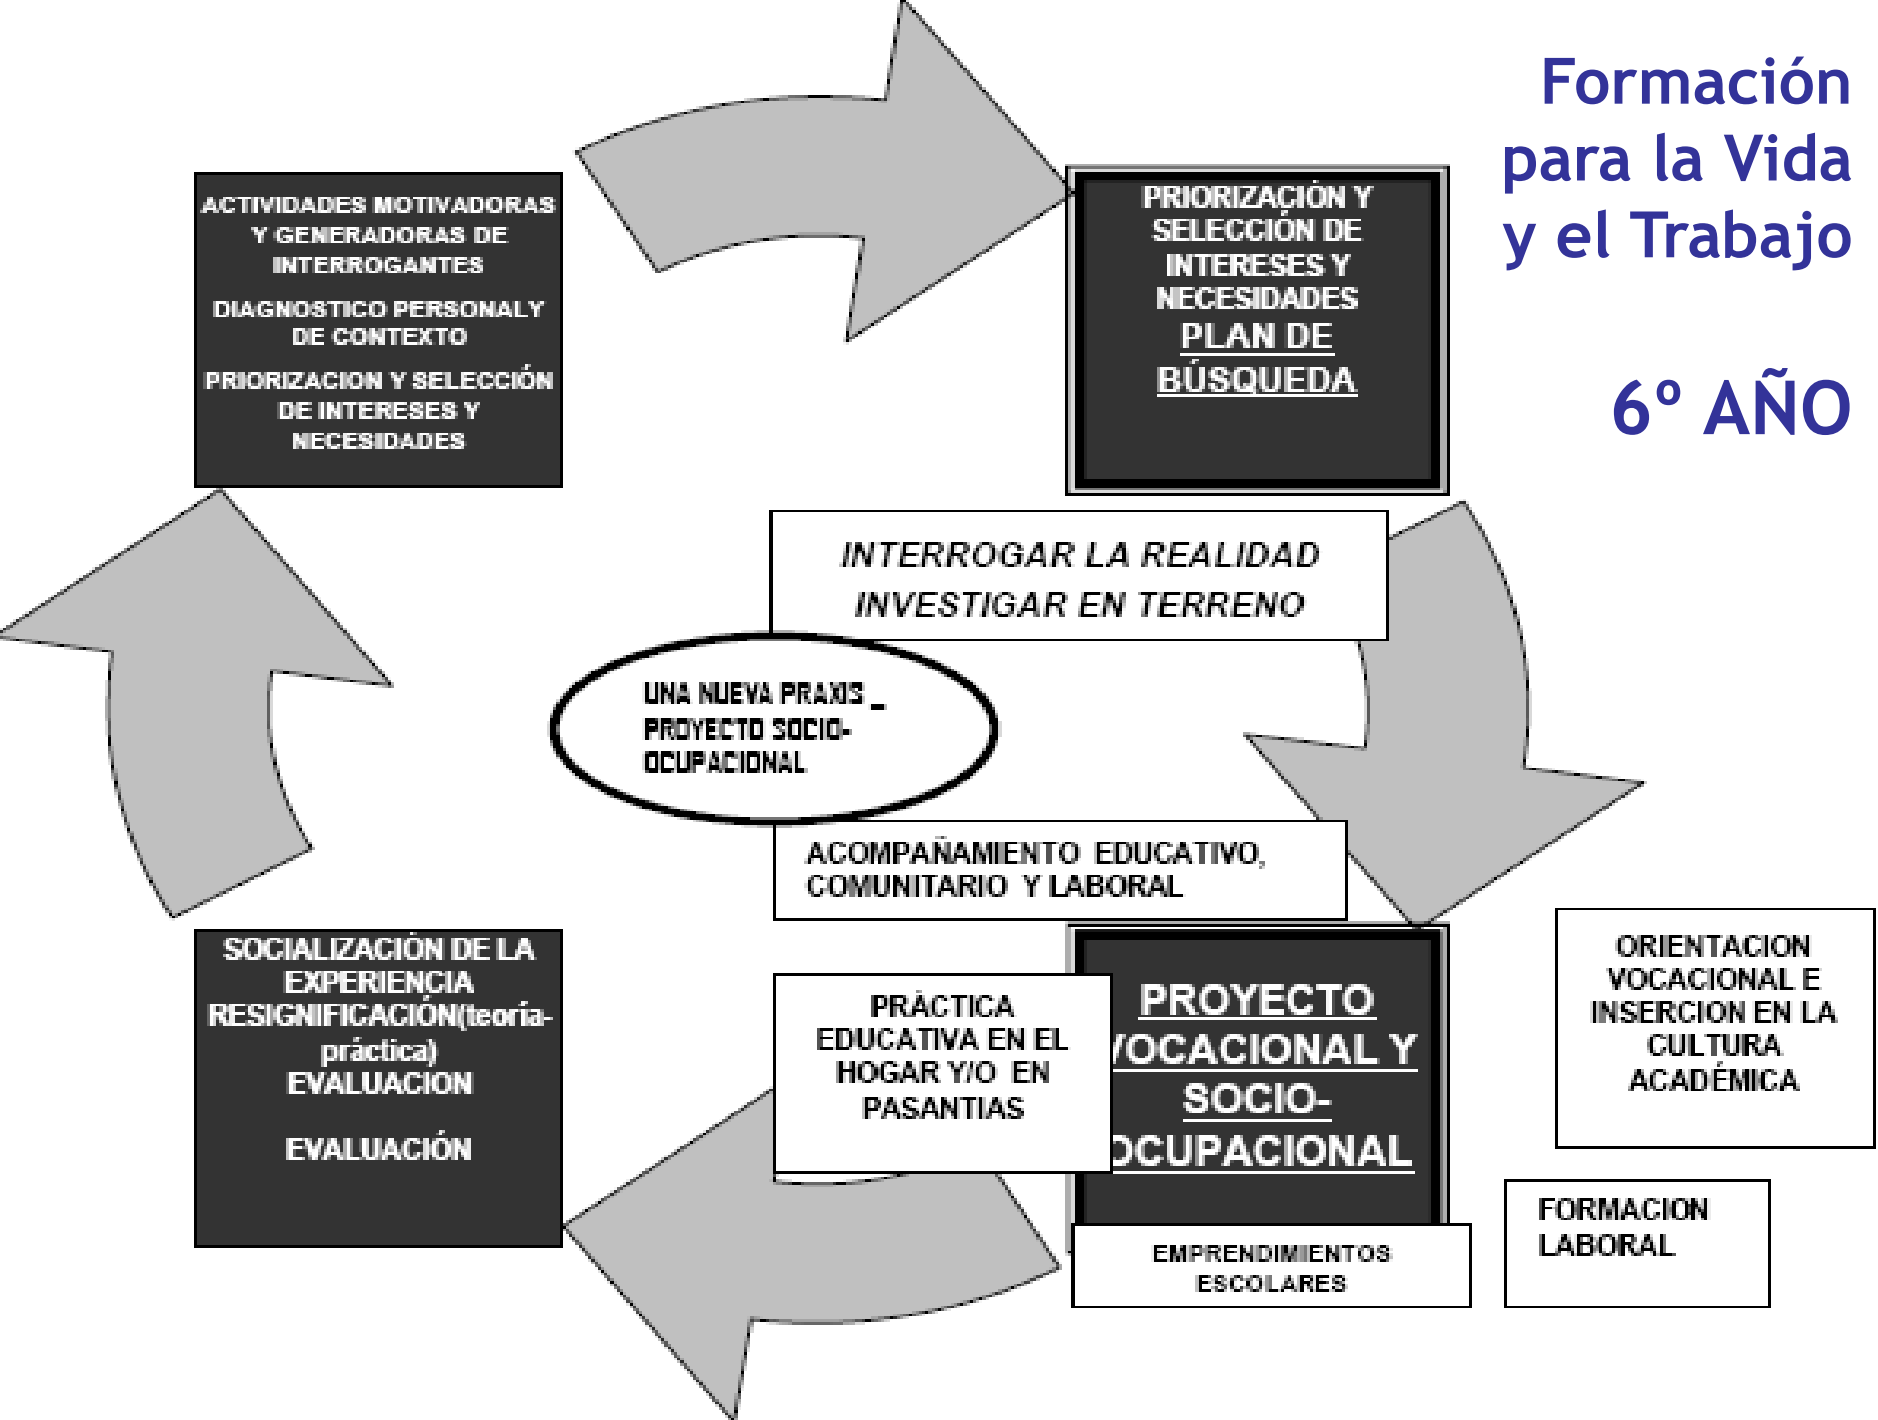 Formación
para la Vida
y el Trabajo
6º AÑO
ACTIVIDADES MOTIVADORAS
Y GENERADORAS DE
INTERROGANTES
DIAGNOSTICO PERSONAL Y
DE CONTEXTO
PRIORIZACION Y SELECCIÓN
DE INTERESES Y
NECESIDADES
PRIORIZACIÓN Y
SELECCIÓN DE
INTERESES Y
NECESIDADES
PLAN DE
BÚSQUEDA
INTERROGAR LA REALIDAD
INVESTIGAR EN TERRENO
UNA NUEVA PRAXIS _
PROYECTO SOCIO-
OCUPACIONAL
ACOMPAÑAMIENTO EDUCATIVO,
COMUNITARIO Y LABORAL
SOCIALIZACIÓN DE LA
EXPERIENCIA
RESIGNIFICACIÓN(teoría-
práctica)
EVALUACION
EVALUACIÓN
PRÁCTICA
EDUCATIVA EN EL
HOGAR Y/O EN
PASANTIAS
PROYECTO
VOCACIONAL Y
SOCIO-
OCUPACIONAL
EMPRENDIMIENTOS
ESCOLARES
ORIENTACION
VOCACIONAL E
INSERCION EN LA
CULTURA
ACADÉMICA
FORMACION
LABORAL